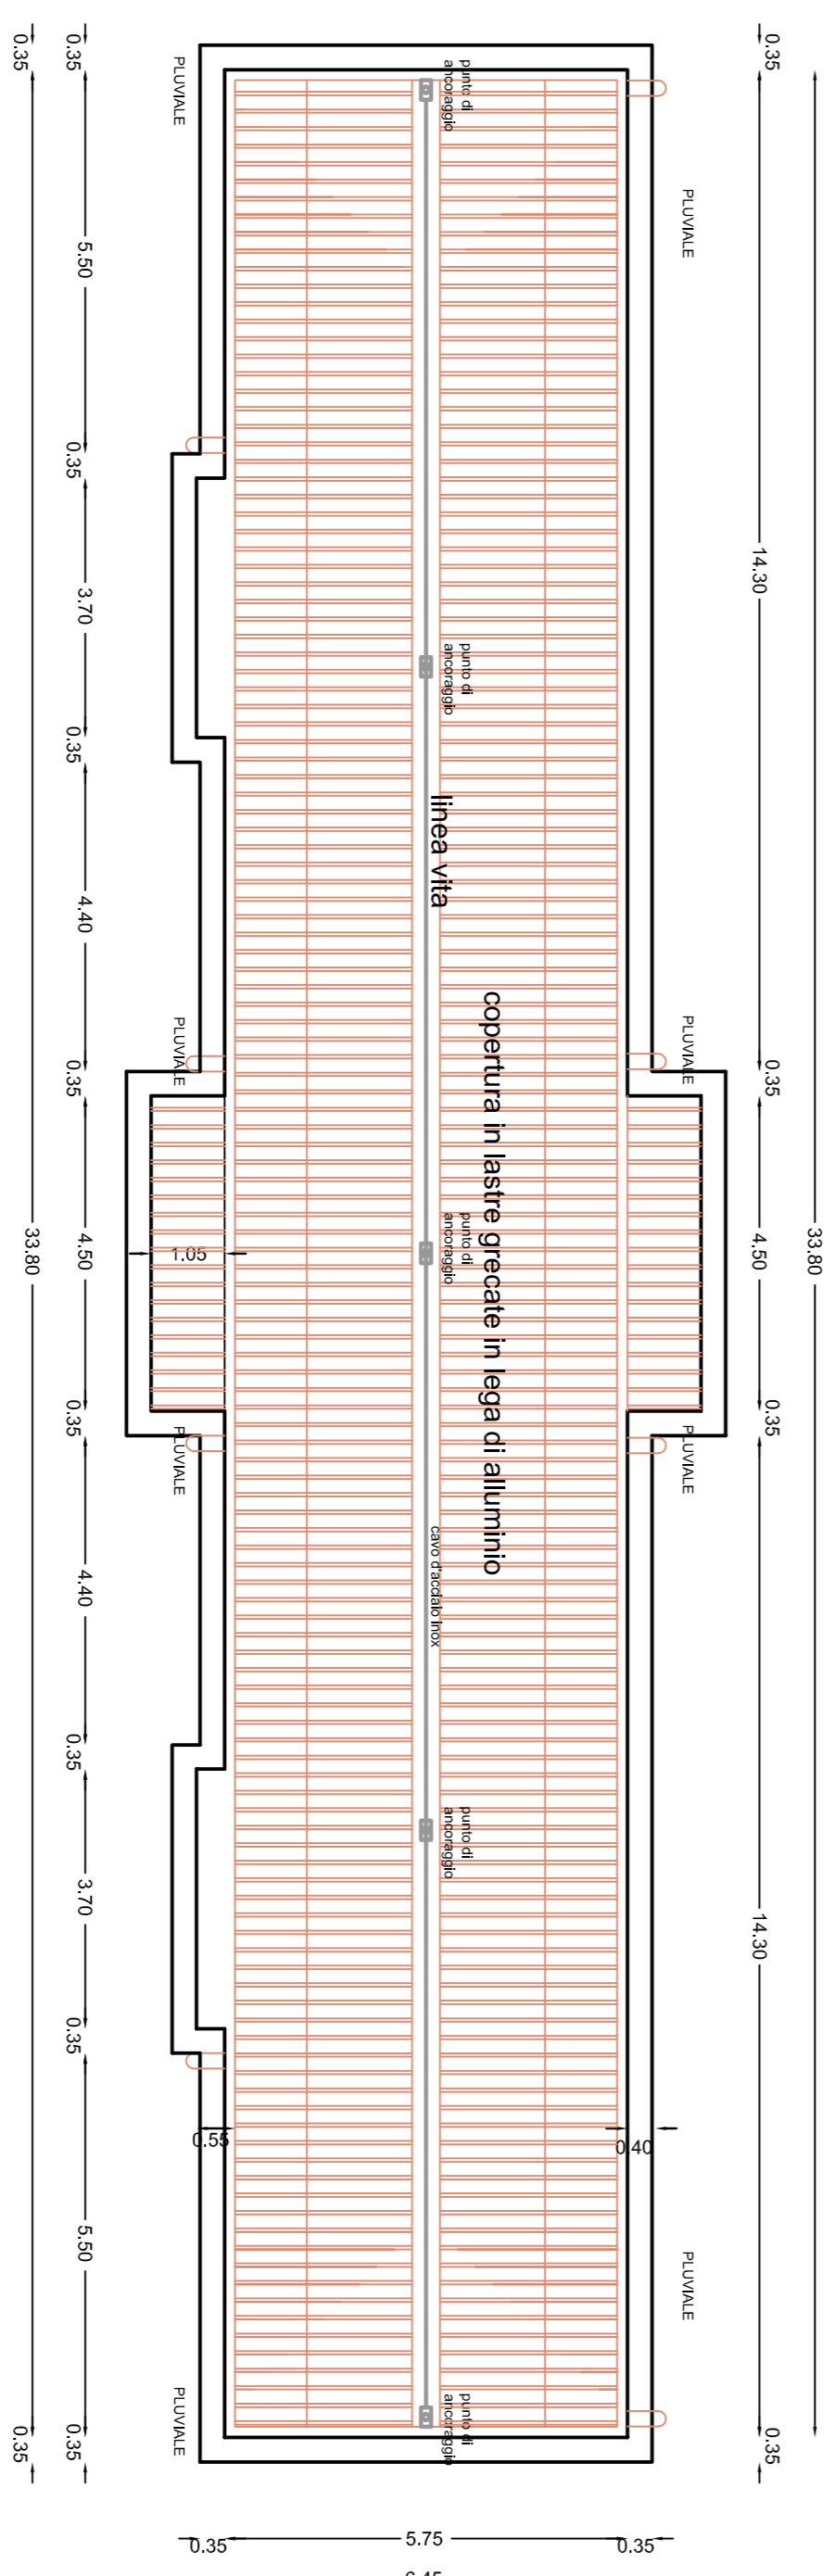 33.80
0.35 14.30 0.35 4.50 0.35 14.30 0.35
PLUVIALE PLUVIALE PLUVIALE PLUVIALE
0.40
copertura in lastre grecate in lega di alluminio
punto di
ancoraggio
punto di
ancoraggio
punto di
ancoraggio
punto di
ancoraggio
punto di
ancoraggio
linea vita
cavo d'acciaio inox
1.05
0.55
PLUVIALE PLUVIALE PLUVIALE PLUVIALE
0.35 5.50 0.35 3.70 0.35 4.40 0.35 4.50 0.35 4.40 0.35 3.70 0.35 5.50 0.35
0.35 33.80 0.35
0.35 5.75 0.35